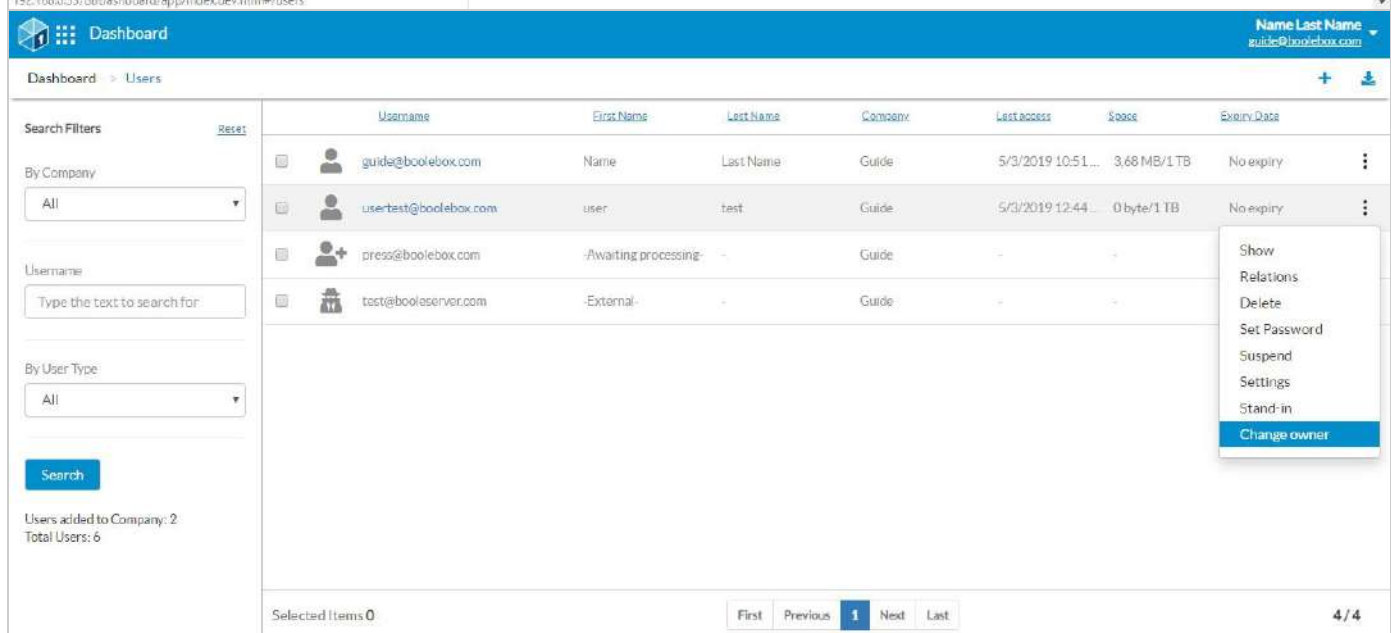 Dashboard
Name Last Name
guide@boolebox.com
Dashboard > Users
Search Filters
Reset
By Company
All
Username
Type the text to search for
By User Type
All
Search
Users added to Company: 2
Total Users: 6
Username First Name Last Name Company Last access Space Expiry Date
guide@boolebox.com Name Last Name Guide 5/3/2019 10:51... 3,68 MB/1 TB No expiry
usertest@boolebox.com user test Guide 5/3/2019 12:44... 0 byte/1 TB No expiry
press@boolebox.com -Awaiting processing- - Guide - -
test@booleserver.com -External- - Guide - -
Show
Relations
Delete
Set Password
Suspend
Settings
Stand-in
Change owner
Selected Items 0
First Previous 1 Next Last
4/4